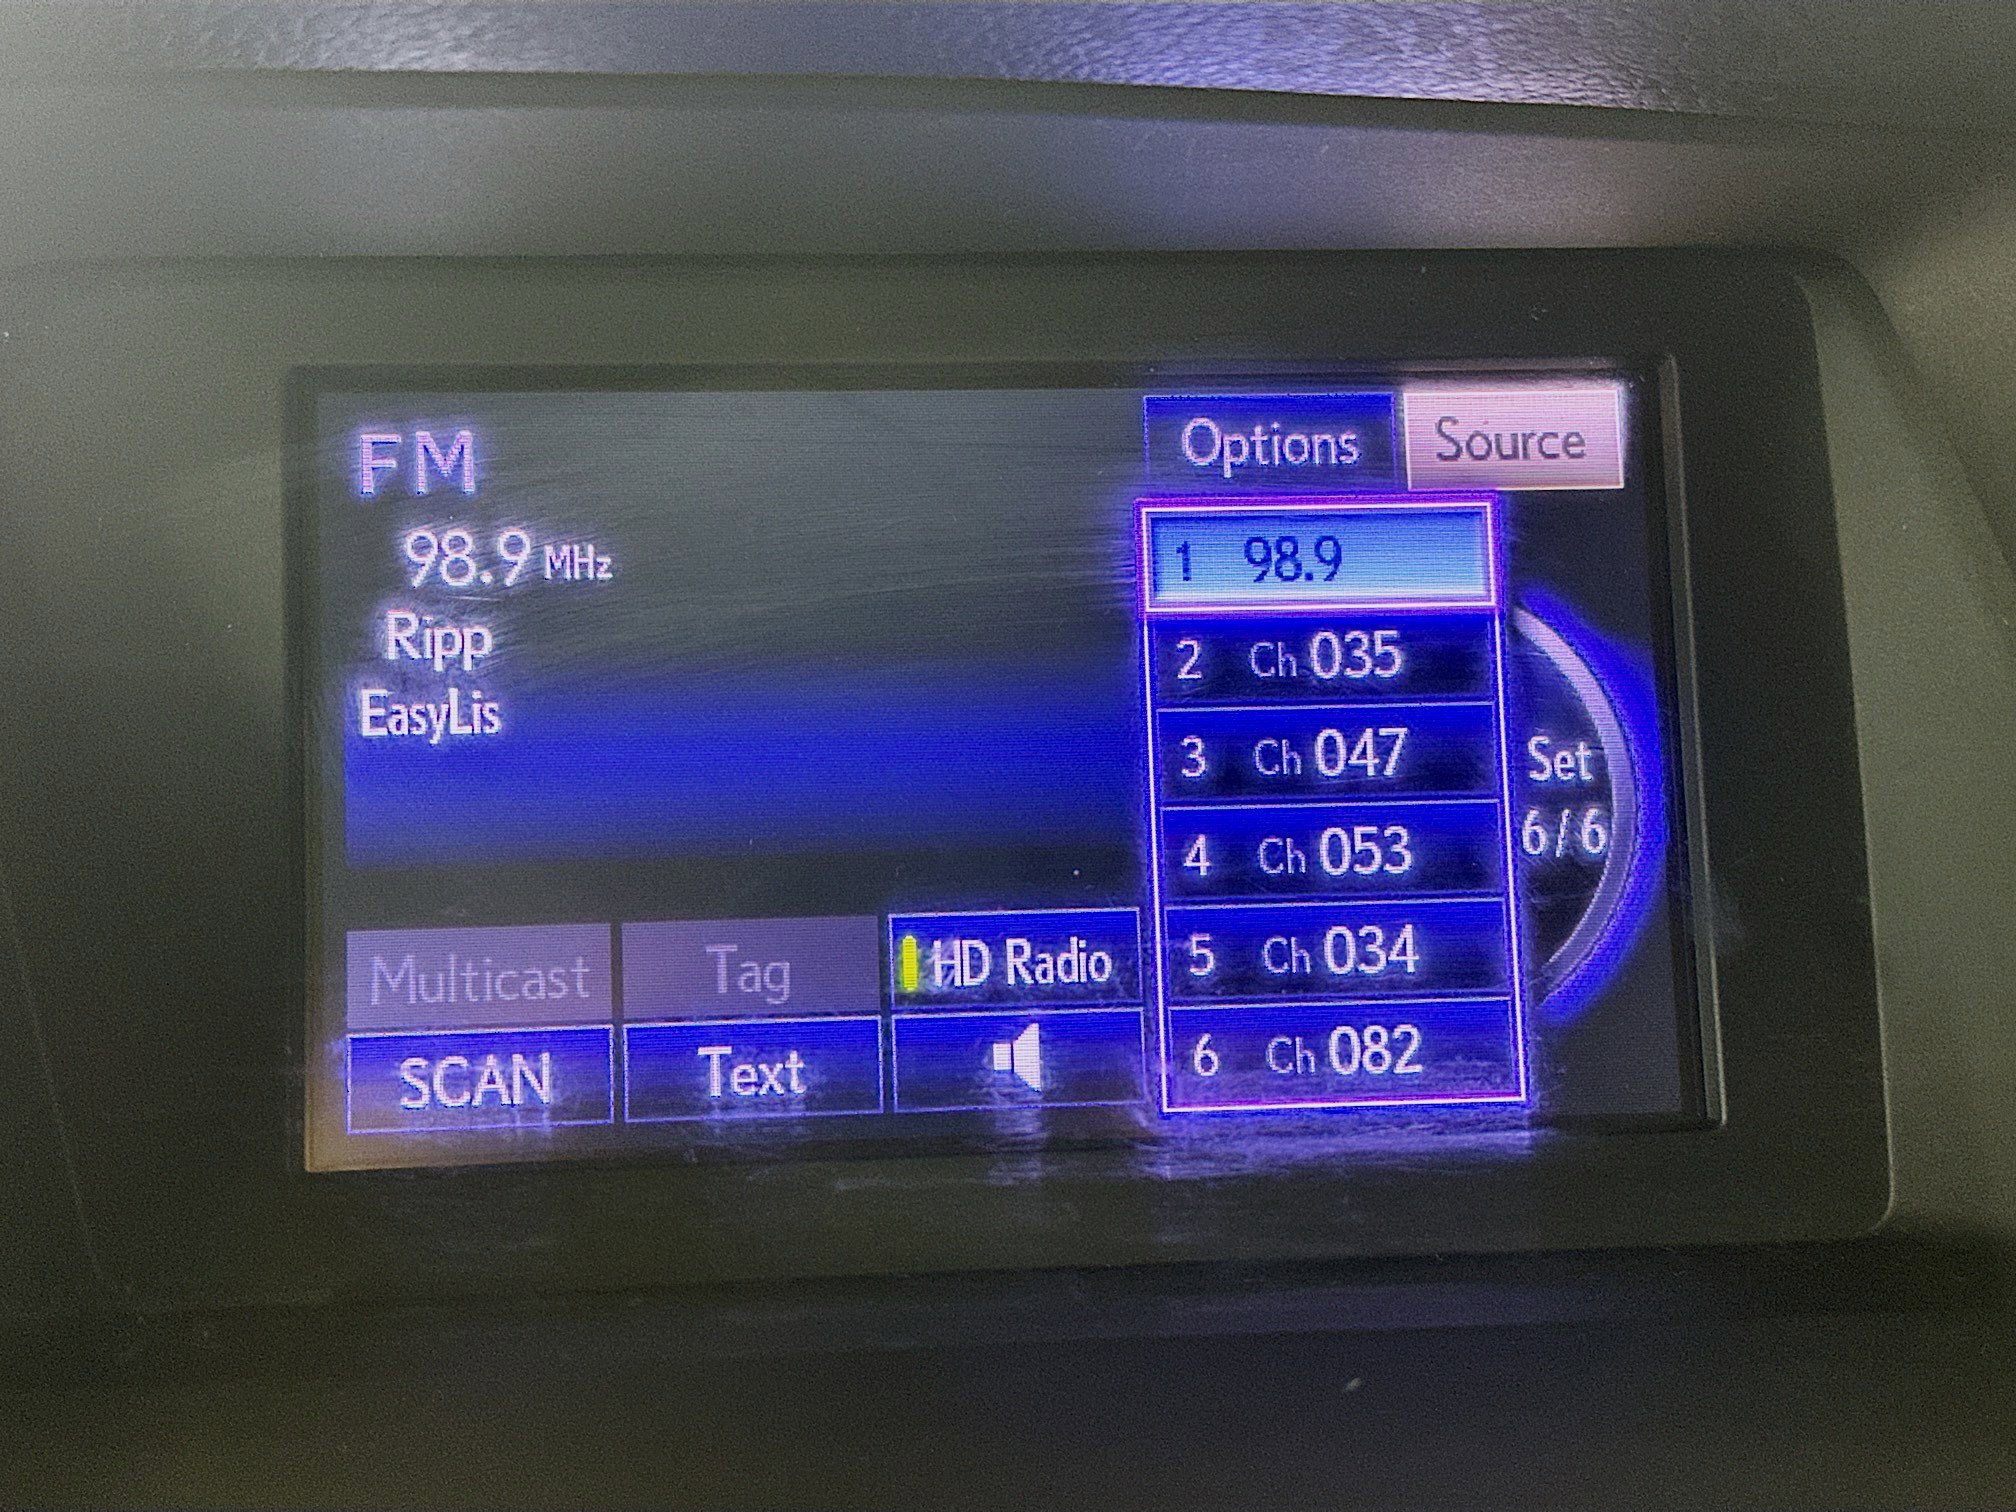 FM
98.9 MHz
Ripp
EasyLis
Options
Source
1 98.9
2 Ch 035
3 Ch 047
4 Ch 053
5 Ch 034
6 Ch 082
Set
6/6
Multicast
Tag
HD Radio
SCAN
Text